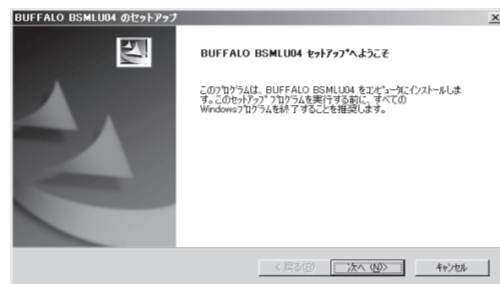 BUFFALO BSMLU04 のセットアップ
BUFFALO BSMLU04 ｾｯﾄｱｯﾌﾟへようこそ
このﾌﾟﾛｸﾞﾗﾑは、BUFFALO BSMLU04 をｺﾝﾋﾟｭｰﾀにインストールしま
す。このｾｯﾄｱｯﾌﾟ ﾌﾟﾛｸﾞﾗﾑを実行する前に、すべての
Windowsﾌﾟﾛｸﾞﾗﾑを終了することを推奨します。
< 戻る(B)
次へ (N)>
ｷｬﾝｾﾙ